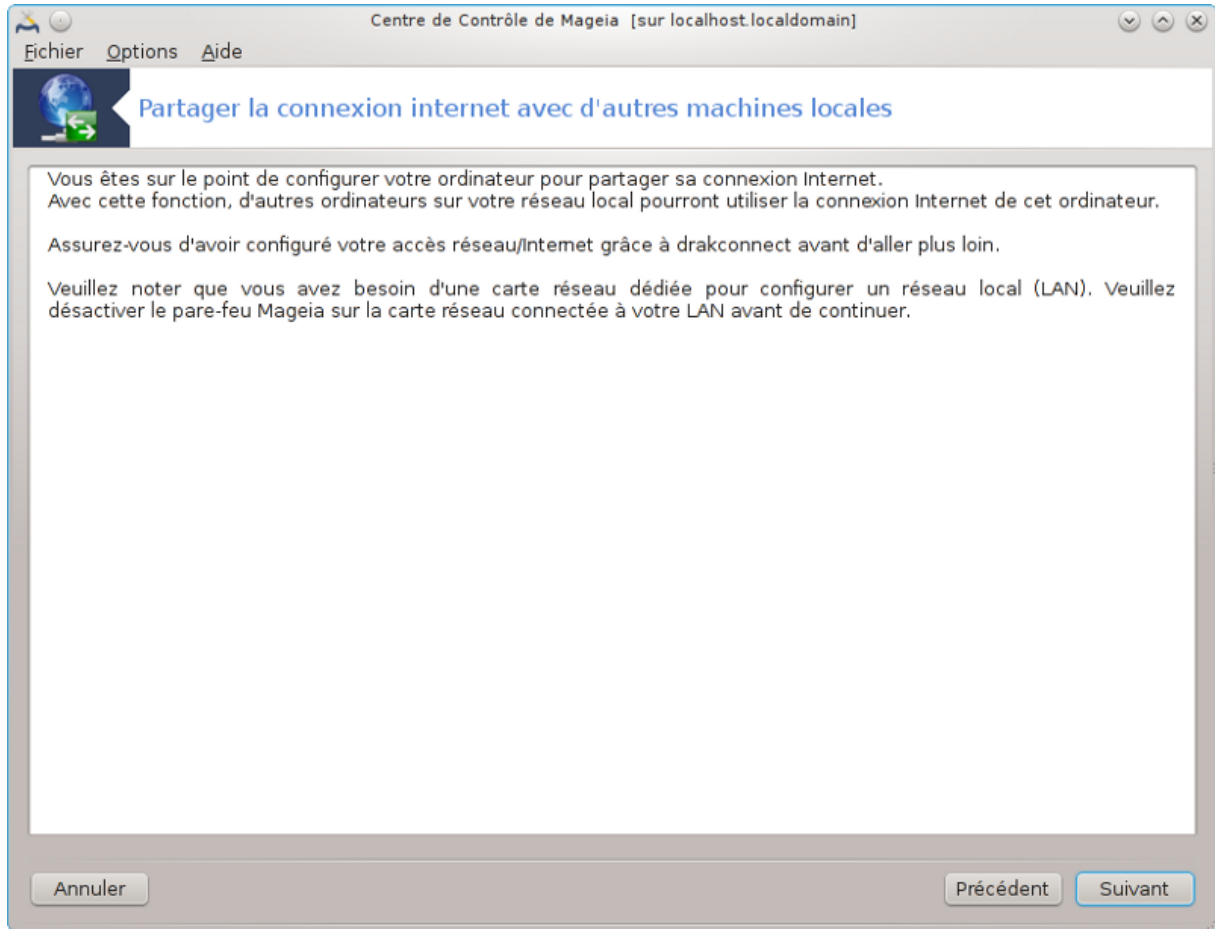 Centre de Contrôle de Mageia [sur localhost.localdomain]
Fichier Options Aide
Partager la connexion internet avec d'autres machines locales
Vous êtes sur le point de configurer votre ordinateur pour partager sa connexion Internet.
Avec cette fonction, d'autres ordinateurs sur votre réseau local pourront utiliser la connexion Internet de cet ordinateur.
Assurez-vous d'avoir configuré votre accès réseau/Internet grâce à drakconnect avant d'aller plus loin.
Veuillez noter que vous avez besoin d'une carte réseau dédiée pour configurer un réseau local (LAN). Veuillez
désactiver le pare-feu Mageia sur la carte réseau connectée à votre LAN avant de continuer.
Annuler Précédent Suivant